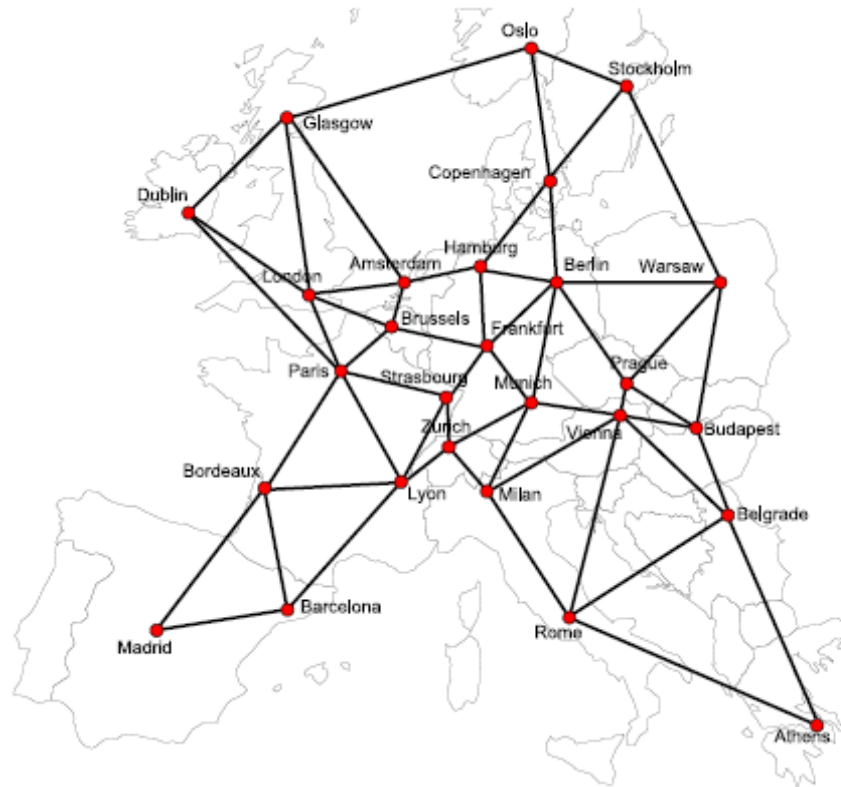 Oslo
Stockholm
Glasgow
Copenhagen
Dublin
Hamburg
London
Amsterdam
Berlin
Warsaw
Brussels
Frankfurt
Paris
Strasbourg
Munich
Prague
Zurich
Vienna
Budapest
Bordeaux
Lyon
Milan
Belgrade
Barcelona
Madrid
Rome
Athens